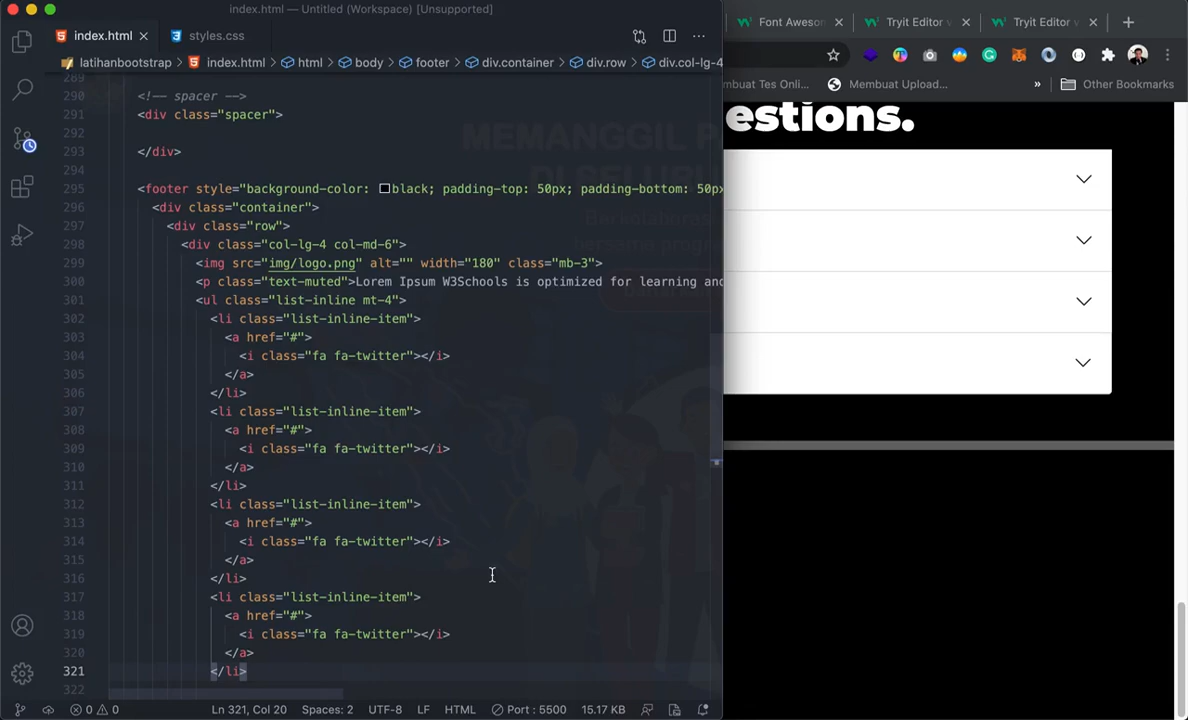 index.html — Untitled (Workspace) [Unsupported]
index.html
styles.css
latihanbootstrap
index.html
html
body
footer
div.container
div.row
div.col-lg-4
289
290 <!-- spacer -->
291 <div class="spacer">
292
293 </div>
294
295 <footer style="background-color: black; padding-top: 50px; padding-bottom: 50px
296 <div class="container">
297 <div class="row">
298 <div class="col-lg-4 col-md-6">
299 <img src="img/logo.png" alt="" width="180" class="mb-3">
300 <p class="text-muted">Lorem Ipsum W3Schools is optimized for learning and
301 <ul class="list-inline mt-4">
302 <li class="list-inline-item">
303 <a href="#">
304 <i class="fa fa-twitter"></i>
305 </a>
306 </li>
307 <li class="list-inline-item">
308 <a href="#">
309 <i class="fa fa-twitter"></i>
310 </a>
311 </li>
312 <li class="list-inline-item">
313 <a href="#">
314 <i class="fa fa-twitter"></i>
315 </a>
316 </li>
317 <li class="list-inline-item">
318 <a href="#">
319 <i class="fa fa-twitter"></i>
320 </a>
321 </li>
322
MEMANGGIL P
DI SELURU
bersama progra
0 0
Ln 321, Col 20
Spaces: 2
UTF-8
LF
HTML
Port : 5500
15.17 KB
Font Awesom
Tryit Editor v
Tryit Editor v
mbuat Tes Onli...
Membuat Upload...
»
Other Bookmarks
estions.